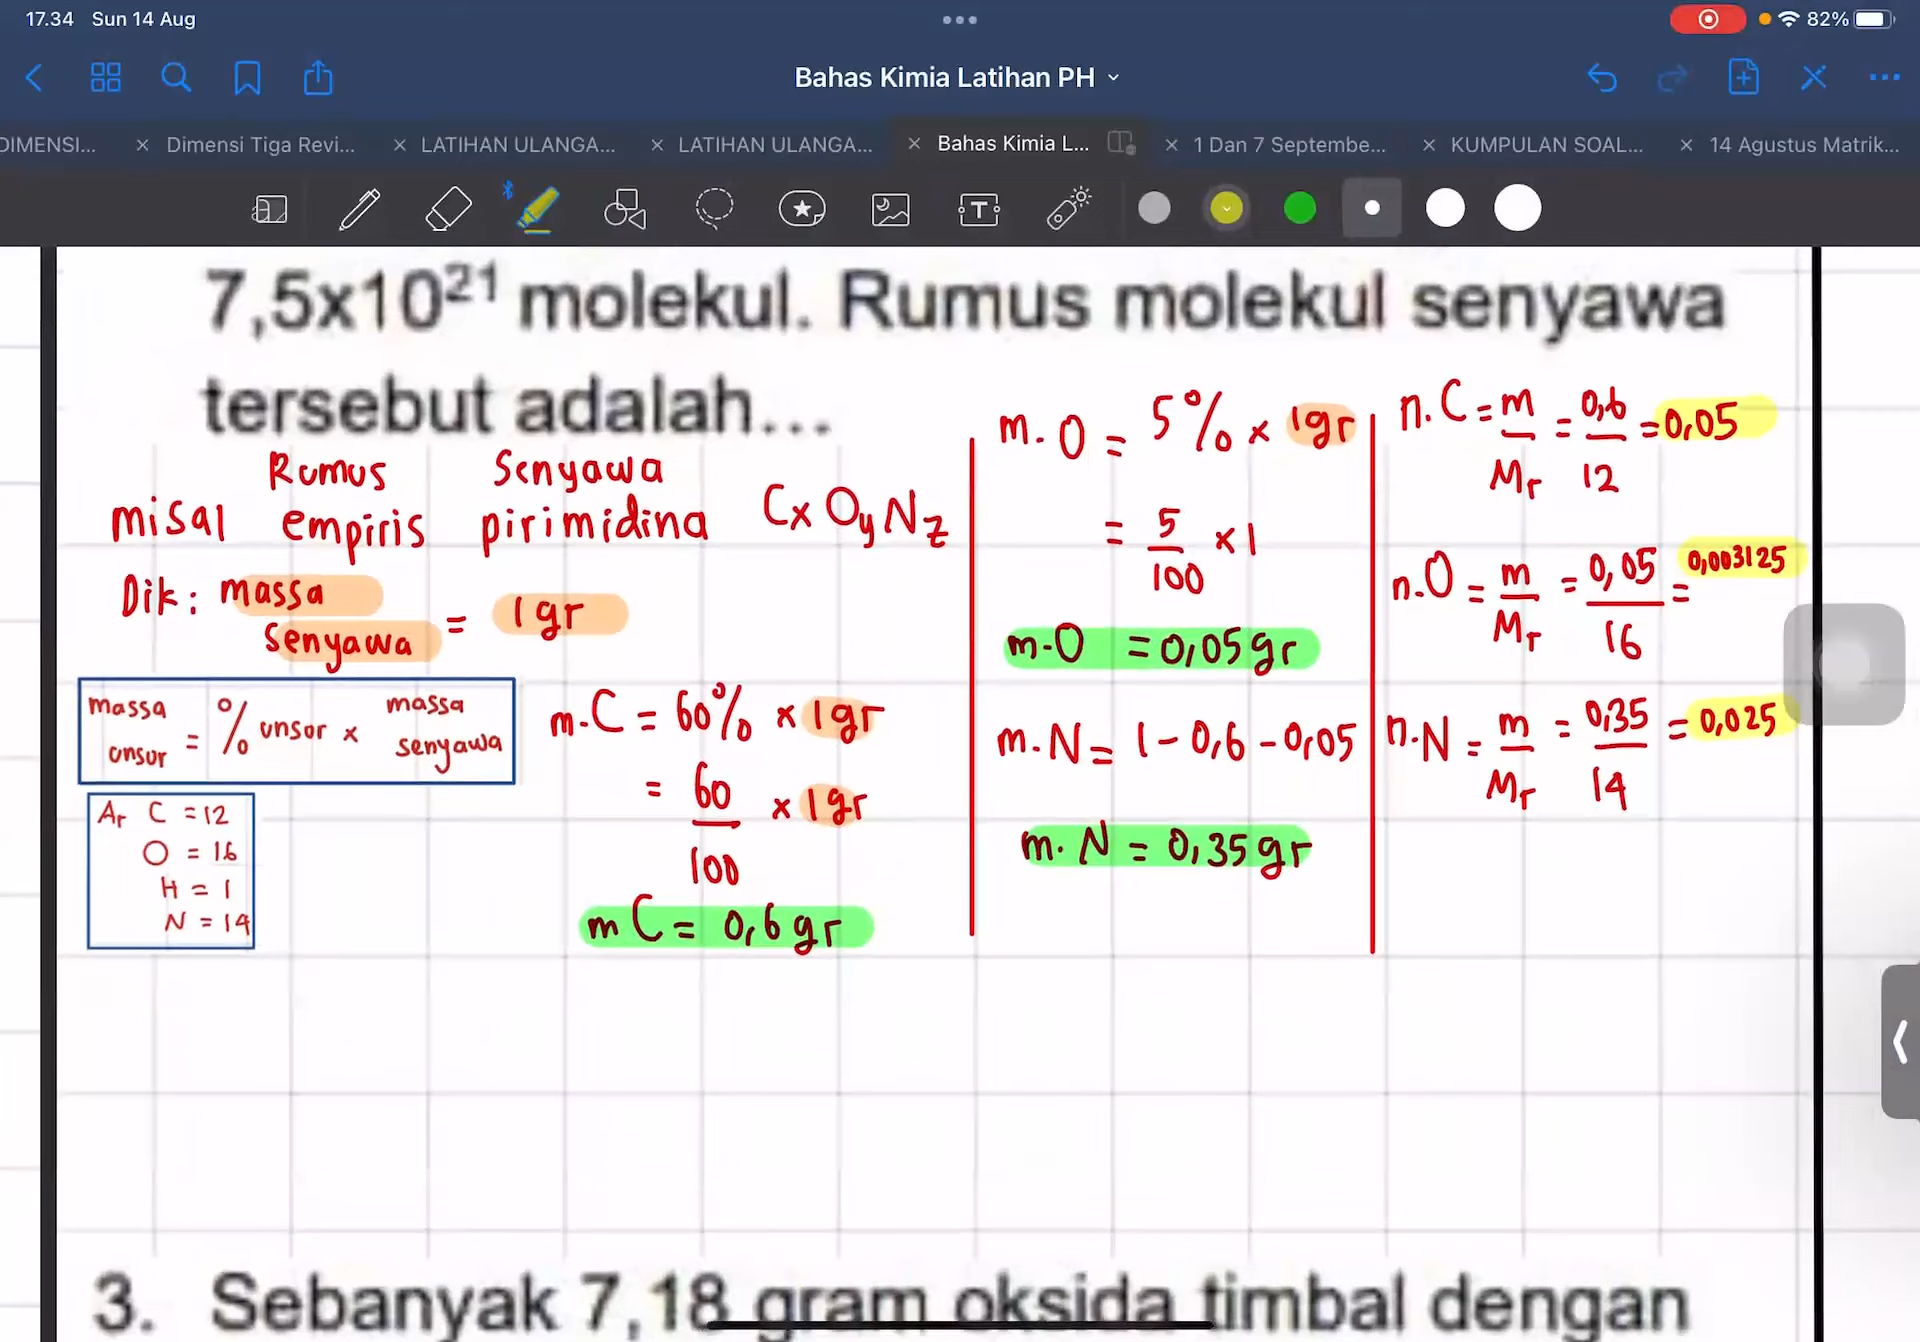 17.34 Sun 14 Aug
82%
Bahas Kimia Latihan PH
DIMENSI...
× Dimensi Tiga Revi...
× LATIHAN ULANGA...
× LATIHAN ULANGA...
× Bahas Kimia L...
× 1 Dan 7 Septembe...
× KUMPULAN SOAL...
× 14 Agustus Matrik...
7,5x10²¹ molekul. Rumus molekul senyawa
tersebut adalah...
Rumus Senyawa
misal empiris pirimidina CxOyNz
Dik: massa
senyawa = 1gr
massa unsur = % unsur × massa senyawa
Ar C = 12
O = 16
H = 1
N = 14
m.C = 60% × 1gr
= 60/100 × 1gr
m C = 0,6 gr
m.O = 5% × 1gr
= 5/100 × 1
m.O = 0,05 gr
m.N = 1 - 0,6 - 0,05
m.N = 0,35 gr
n.C = m/Mr = 0,6/12 = 0,05
n.O = m/Mr = 0,05/16 = 0,003125
n.N = m/Mr = 0,35/14 = 0,025
3. Sebanyak 7,18 gram oksida timbal dengan